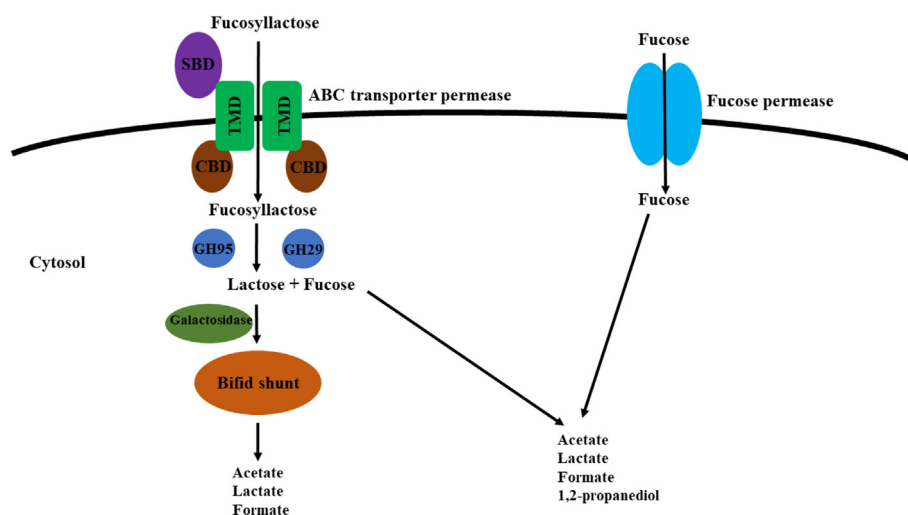 Fucosyllactose
SBD
TMD
TMD
ABC transporter permease
CBD
CBD
Fucosyllactose
GH95
GH29
Cytosol
Lactose + Fucose
Galactosidase
Bifid shunt
Acetate
Lactate
Formate
Fucose
Fucose permease
Fucose
Acetate
Lactate
Formate
1,2-propanediol